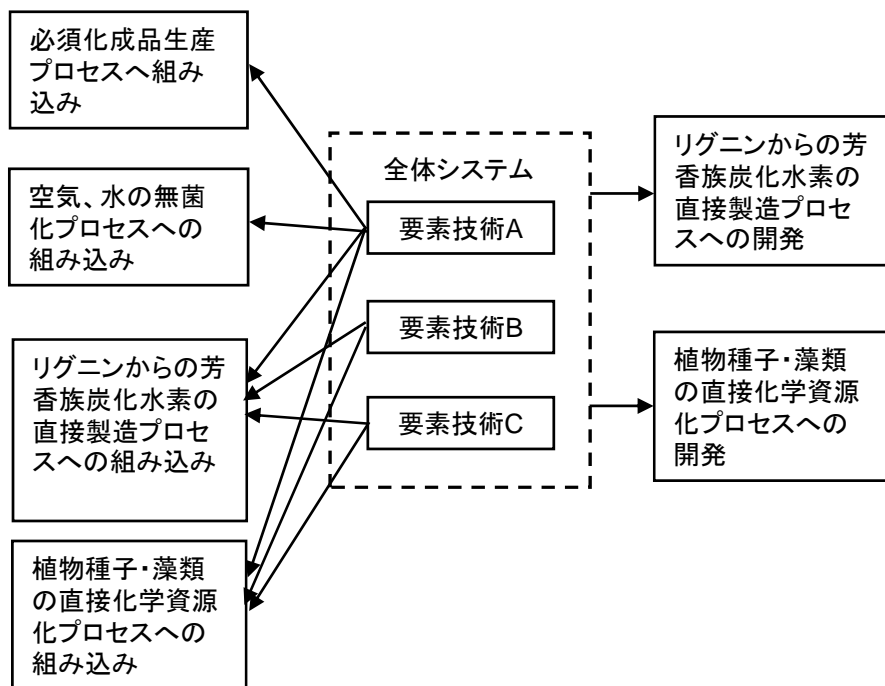 必須化成品生産
プロセスへ組み
込み
空気、水の無菌
化プロセスへの
組み込み
リグニンからの芳
香族炭化水素の
直接製造プロセ
スへの組み込み
植物種子・藻類
の直接化学資源
化プロセスへの
組み込み
全体システム
要素技術A
要素技術B
要素技術C
リグニンからの芳
香族炭化水素の
直接製造プロセ
スへの開発
植物種子・藻類
の直接化学資源
化プロセスへの
開発